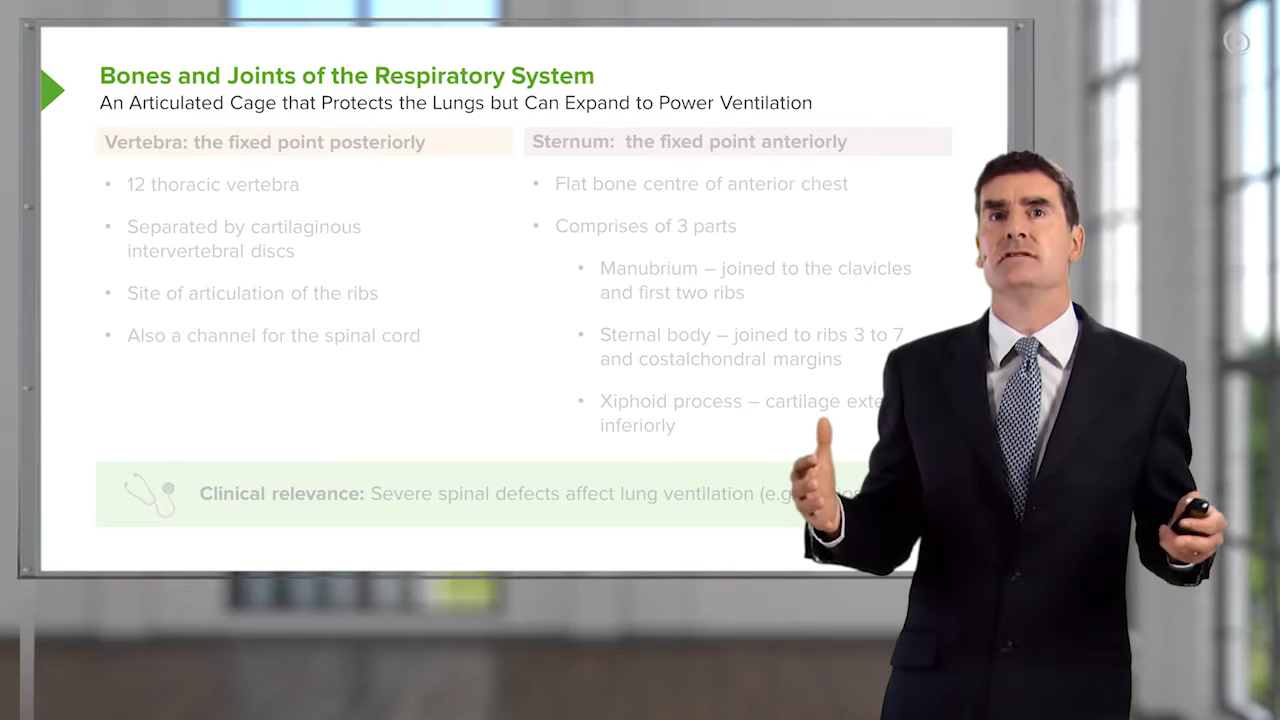 Bones and Joints of the Respiratory System
An Articulated Cage that Protects the Lungs but Can Expand to Power Ventilation
Vertebra: the fixed point posteriorly
• 12 thoracic vertebra
• Separated by cartilaginous
intervertebral discs
• Site of articulation of the ribs
• Also a channel for the spinal cord
Sternum: the fixed point anteriorly
• Flat bone centre of anterior chest
• Comprises of 3 parts
• Manubrium – joined to the clavicles
and first two ribs
• Sternal body – joined to ribs 3 to 7
and costalchondral margins
• Xiphoid process – cartilage
inferiorly
Clinical relevance: Severe spinal defects affect lung ventilation